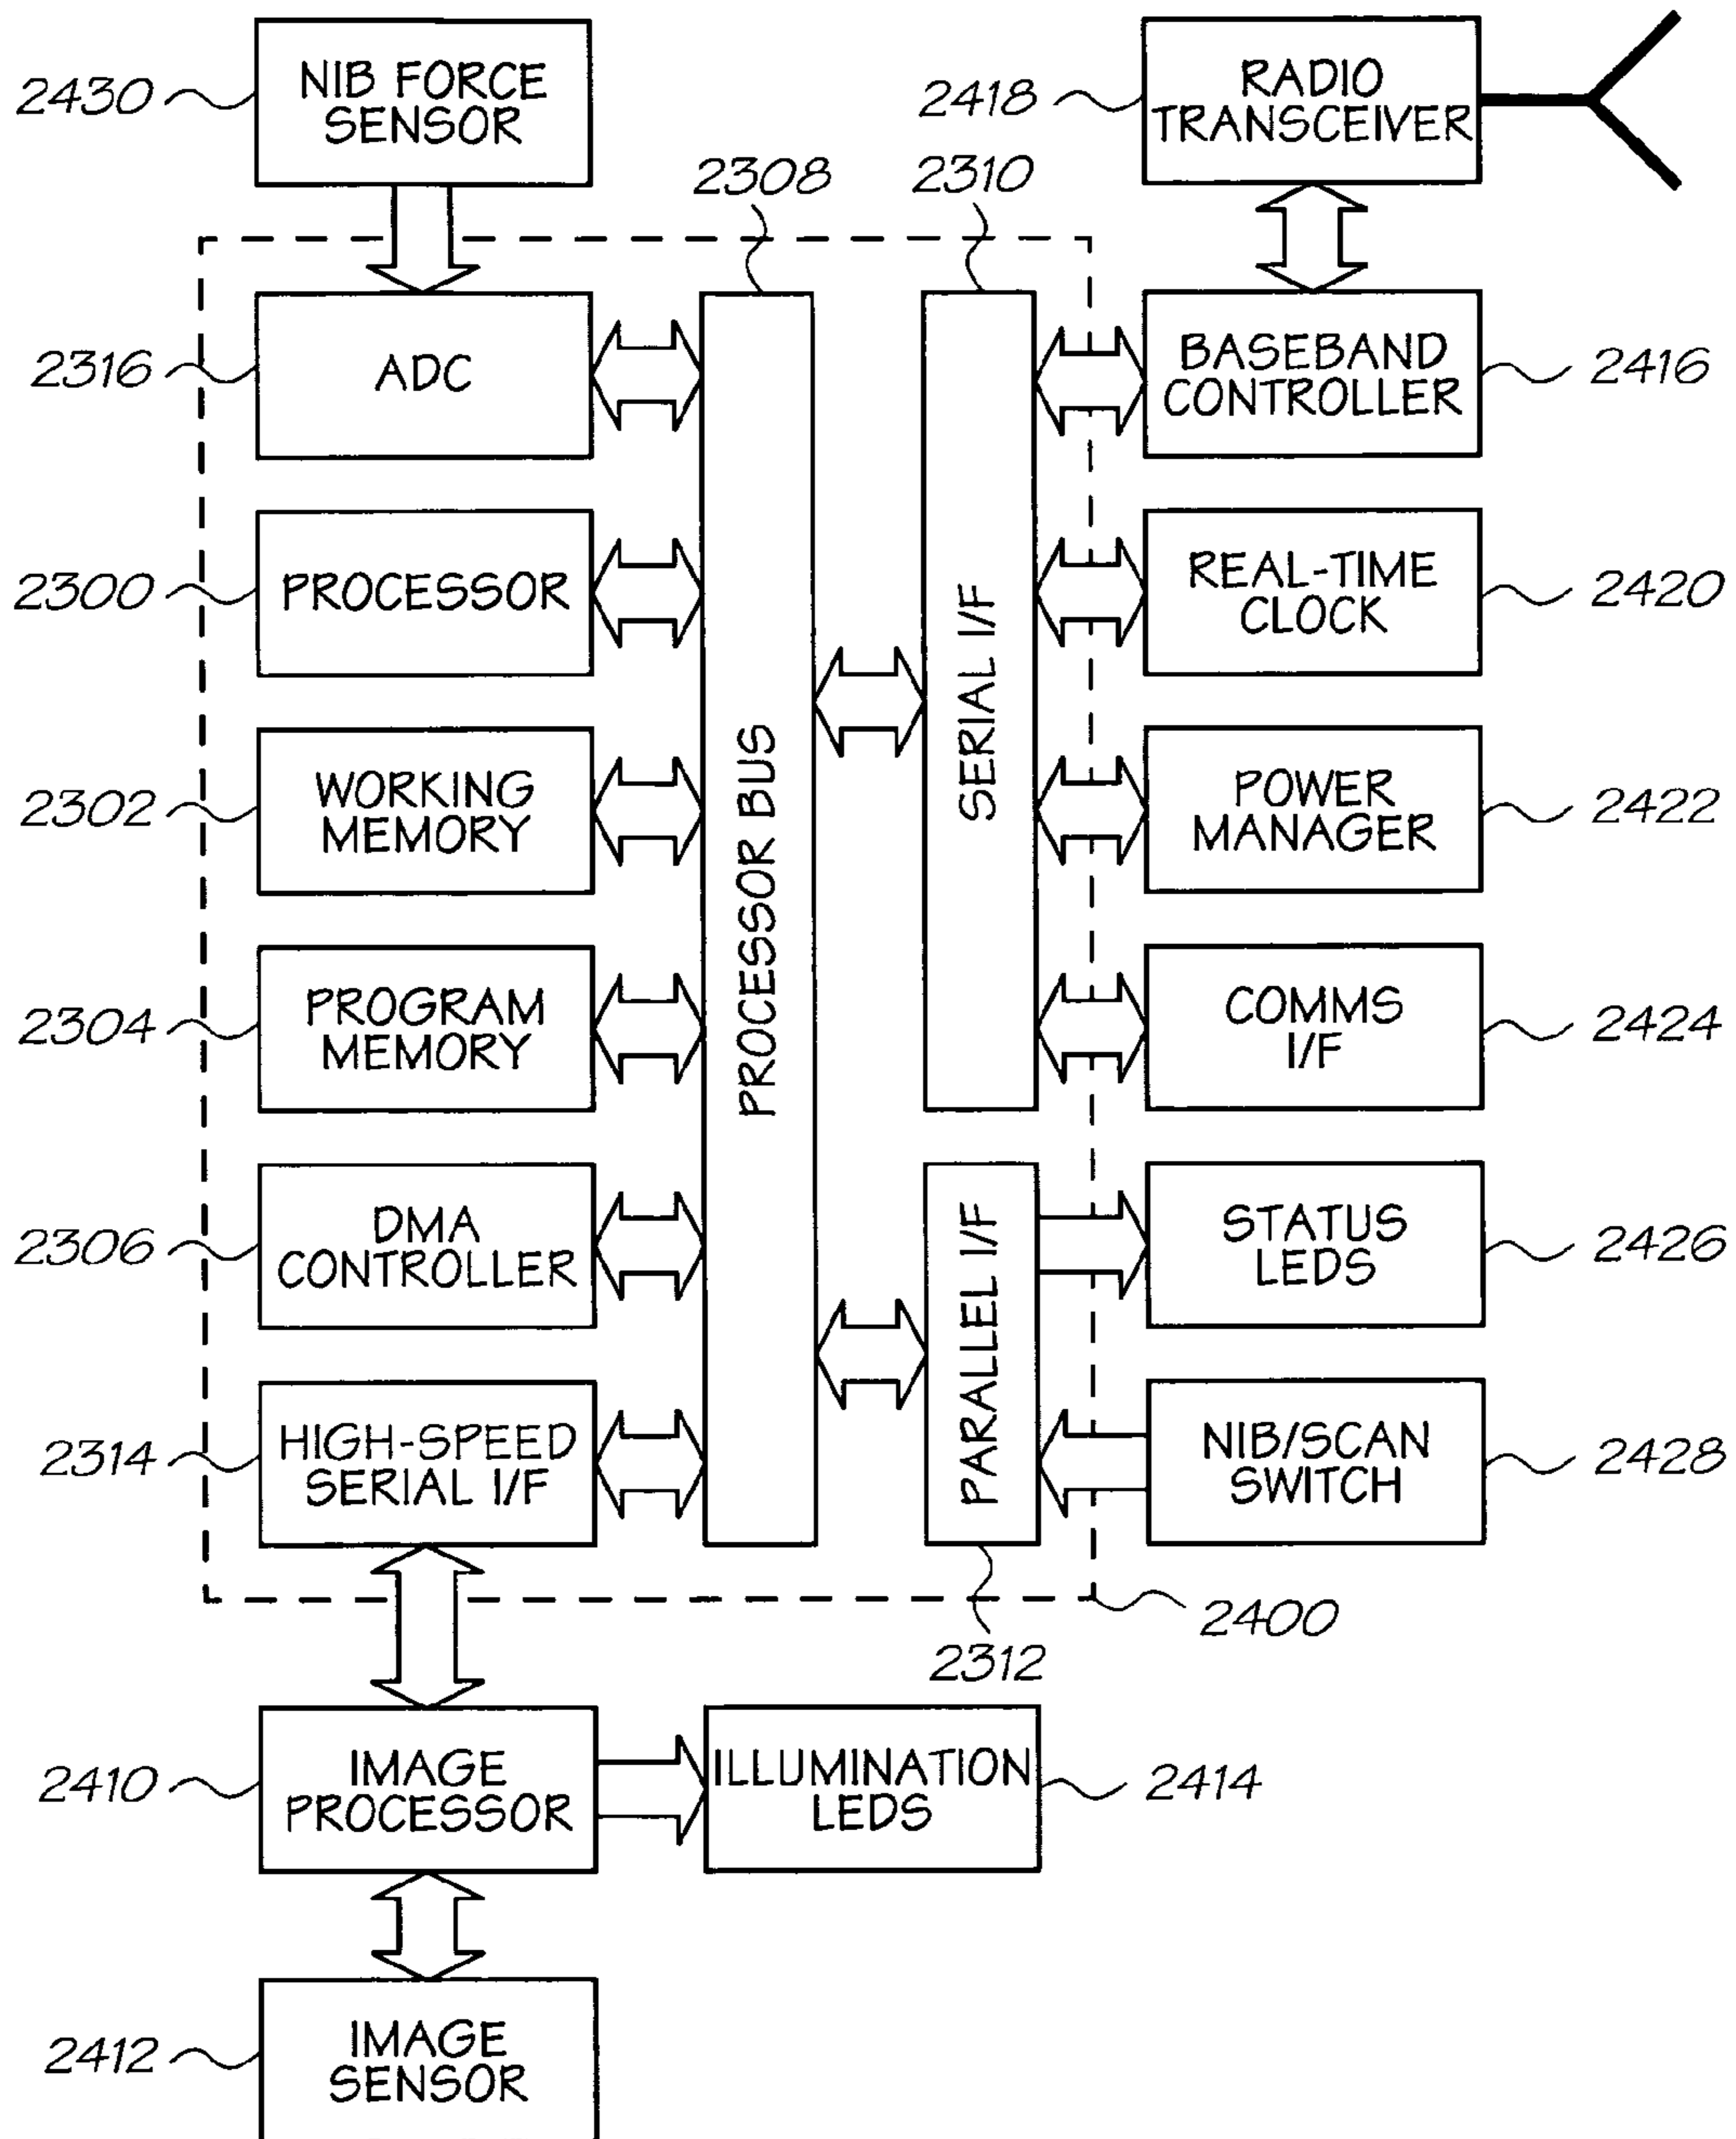 2430
NIB FORCE
SENSOR
2418
RADIO
TRANSCEIVER
2308
2310
2316
ADC
BASEBAND
CONTROLLER
2416
2300
PROCESSOR
REAL-TIME
CLOCK
2420
PROCESSOR BUS
SERIAL I/F
2302
WORKING
MEMORY
POWER
MANAGER
2422
2304
PROGRAM
MEMORY
COMMS
I/F
2424
2306
DMA
CONTROLLER
PARALLEL I/F
STATUS
LEDS
2426
2314
HIGH-SPEED
SERIAL I/F
NIB/SCAN
SWITCH
2428
2400
2312
2410
IMAGE
PROCESSOR
ILLUMINATION
LEDS
2414
2412
IMAGE
SENSOR